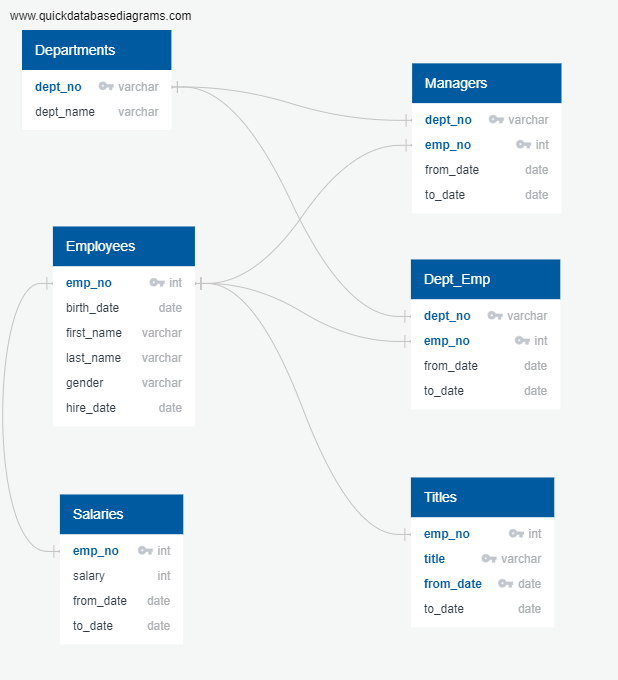 www.quickdatabasediagrams.com
Departments
dept_no varchar
dept_name varchar
Managers
dept_no varchar
emp_no int
from_date date
to_date date
Employees
emp_no int
birth_date date
first_name varchar
last_name varchar
gender varchar
hire_date date
Dept_Emp
dept_no varchar
emp_no int
from_date date
to_date date
Salaries
emp_no int
salary int
from_date date
to_date date
Titles
emp_no int
title varchar
from_date date
to_date date